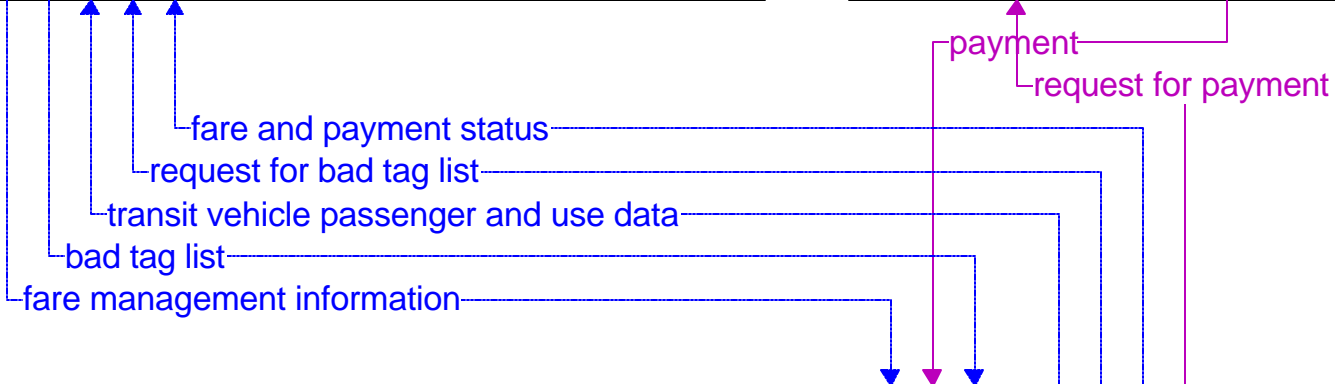 payment
request for payment
fare and payment status
request for bad tag list
transit vehicle passenger and use data
bad tag list
fare management information